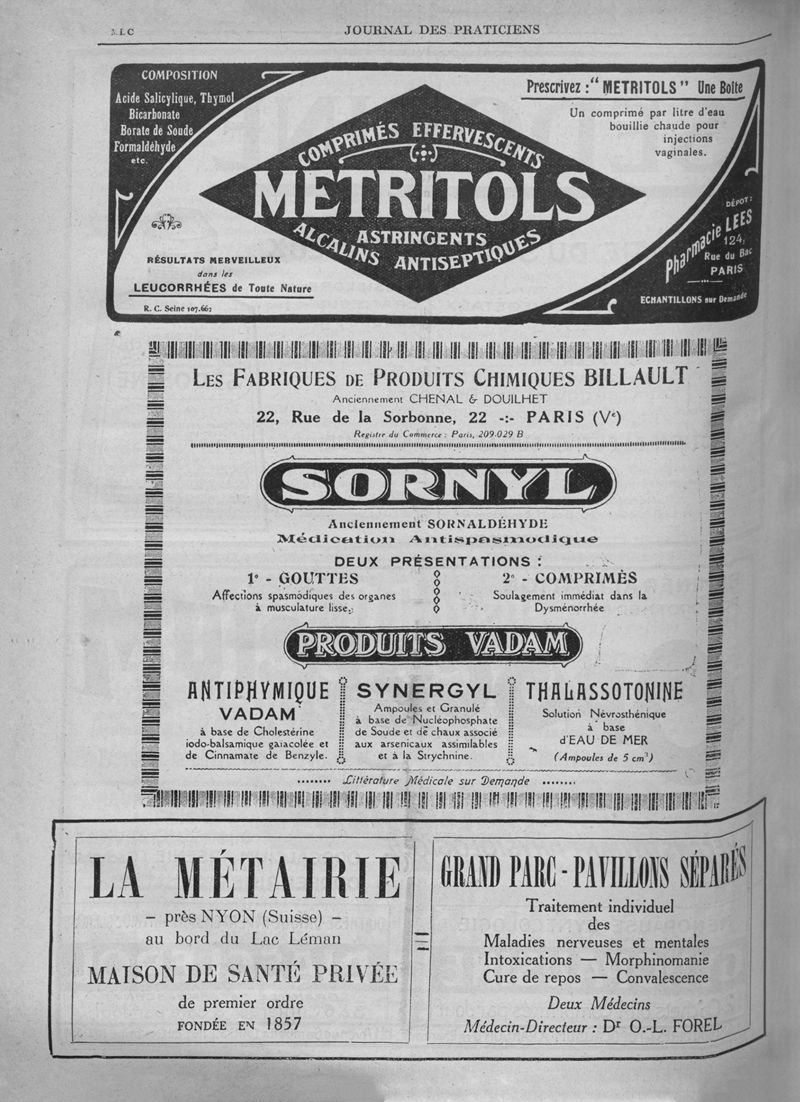 MLC
JOURNAL DES PRATICIENS
COMPOSITION
Acide Salicylique, Thymol
Bicarbonate
Borate de Soude
Formaldéhyde
etc.
Prescrivez : "METRITOLS" Une Boîte
Un comprimé par litre d'eau
bouillie chaude pour
injections
vaginales.
COMPRIMÉS EFFERVESCENTS
METRITOLS
ASTRINGENTS
ALCALINS ANTISEPTIQUES
RÉSULTATS MERVEILLEUX
dans les
LEUCORRHÉES de Toute Nature
R. C. Seine 107.662
DÉPOT :
Pharmacie LEES
124,
Rue du Bac
PARIS
ECHANTILLONS sur Demande
LES FABRIQUES DE PRODUITS CHIMIQUES BILLAULT
Anciennement CHENAL & DOUILHET
22, Rue de la Sorbonne, 22 -:- PARIS (Ve)
Registre du Commerce : Paris, 209-029 B
SORNYL
Anciennement SORNALDÉHYDE
Médication Antispasmodique
DEUX PRÉSENTATIONS :
1º - GOUTTES
Affections spasmódiques des organes
à musculature lisse.
2º - COMPRIMÈS
Soulagement immédiat dans la
Dysménorrhée
PRODUITS VADAM
ANTIPHYMIQUE
VADAM
à base de Cholestérine
iodo-balsamique gaïacolée et
de Cinnamate de Benzyle.
SYNERGYL
Ampoules et Granulé
à base de Nucléophosphate
de Soude et de chaux associé
aux arsenicaux assimilables
et à la Strychnine.
THALASSOTONINE
Solution Névrosthénique
à base
d'EAU DE MER
(Ampoules de 5 cm3)
Littérature Médicale sur Demande
LA MÉTAIRIE
- près NYON (Suisse) -
au bord du Lac Léman
MAISON DE SANTÉ PRIVÉE
de premier ordre
FONDÉE EN 1857
GRAND PARC - PAVILLONS SÉPARÉS
Traitement individuel
des
Maladies nerveuses et mentales
Intoxications — Morphinomanie
Cure de repos — Convalescence
Deux Médecins
Médecin-Directeur : Dr O.-L. FOREL